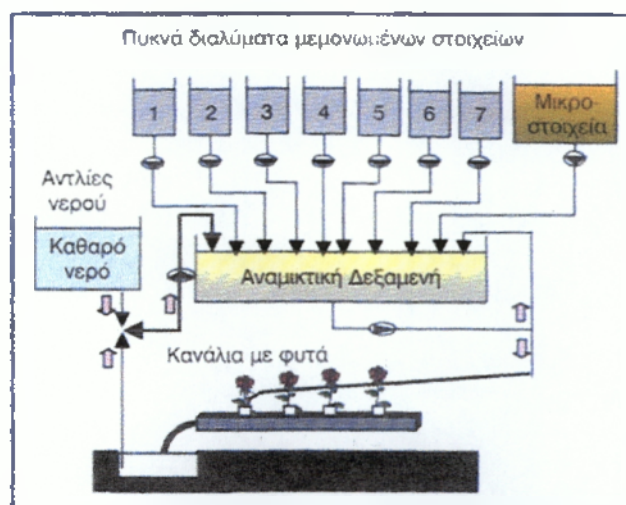 Πυκνά διαλύματα μεμονωμένων στοιχείων
1 2 3 4 5 6 7
Μικρο-
στοιχεία
Αντλίες
νερού
Καθαρό
νερό
Αναμικτική Δεξαμενή
Κανάλια με φυτά